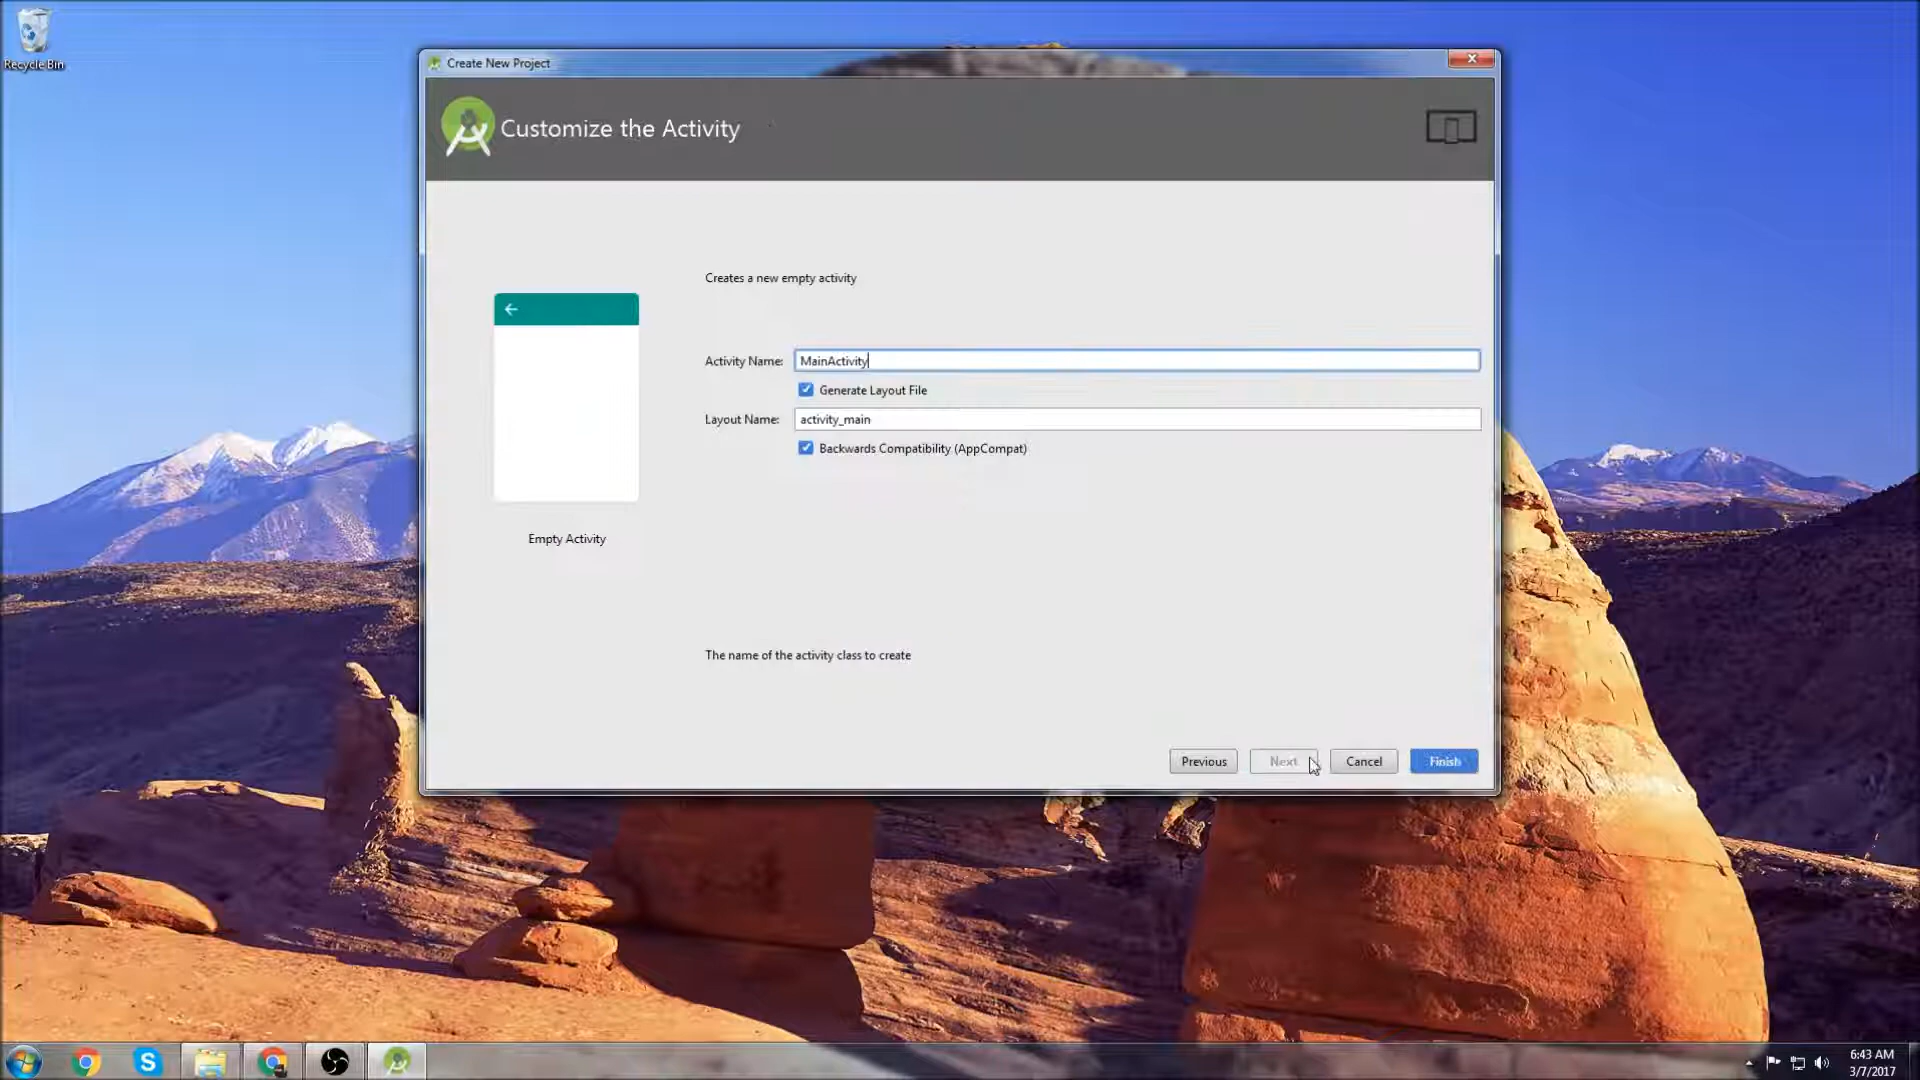 Recycle Bin
Create New Project
Customize the Activity
Creates a new empty activity
Activity Name: MainActivity
Generate Layout File
Layout Name: activity_main
Backwards Compatibility (AppCompat)
Empty Activity
The name of the activity class to create
Previous Next Cancel Finish
6:43 AM
3/7/2017